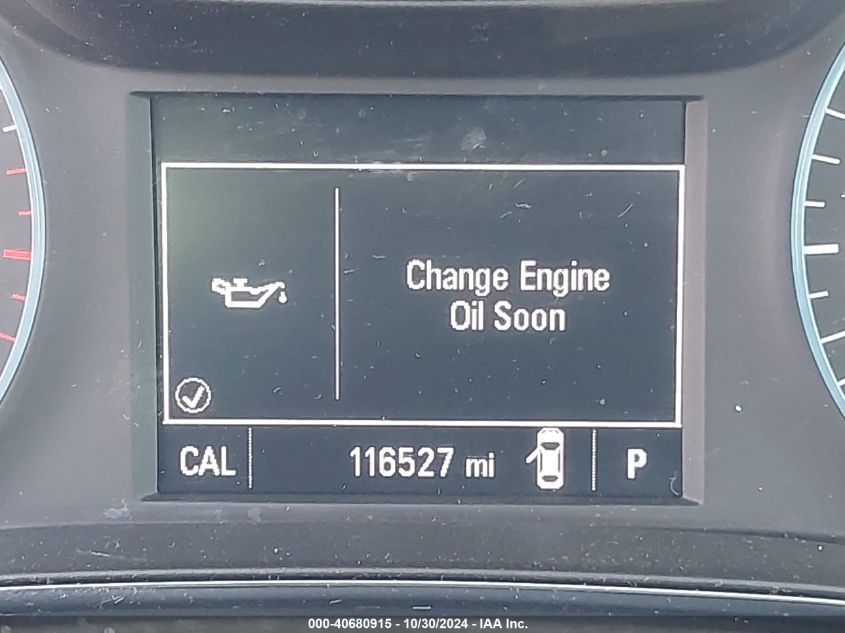 Change Engine
Oil Soon
CAL 116527 mi P
000-40680915 - 10/30/2024 - IAA Inc.